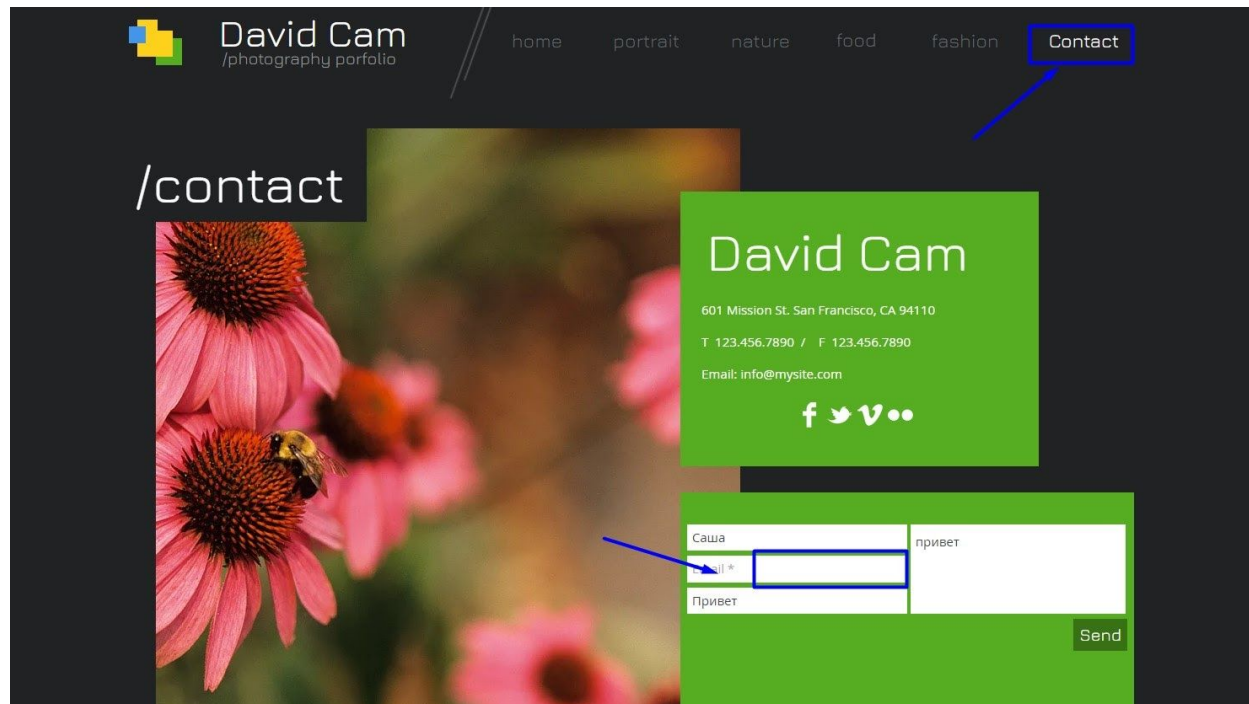 David Cam
/photography porfolio
home portrait nature food fashion Contact
/contact
David Cam
601 Mission St. San Francisco, CA 94110
T 123.456.7890 / F 123.456.7890
Email: info@mysite.com
Саша
Email *
Привет
привет
Send